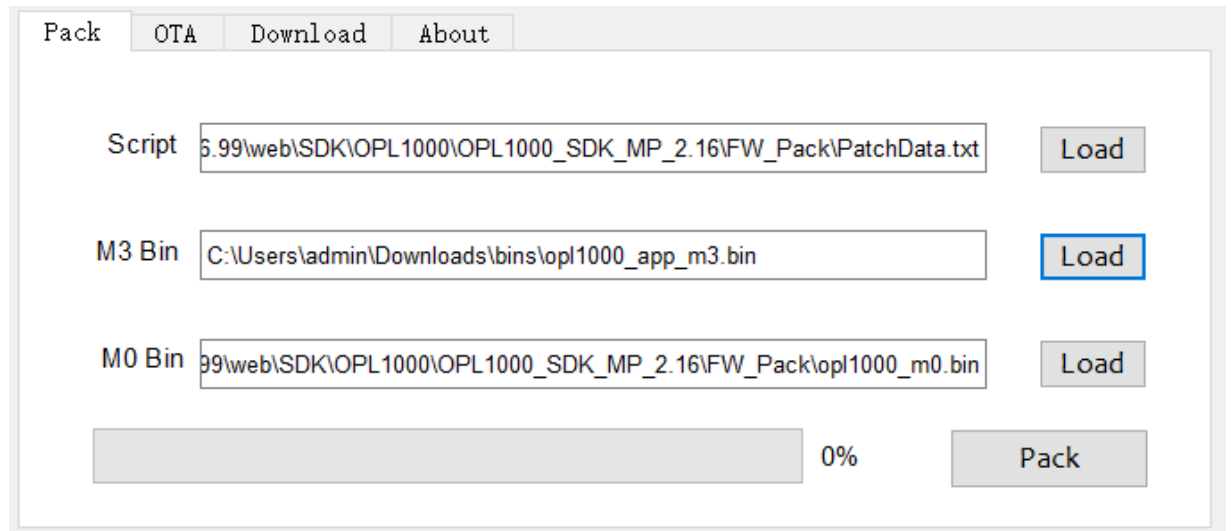 Pack OTA Download About
Script 6.99\web\SDK\OPL1000\OPL1000_SDK_MP_2.16\FW_Pack\PatchData.txt Load
M3 Bin C:\Users\admin\Downloads\bins\opl1000_app_m3.bin Load
M0 Bin 99\web\SDK\OPL1000\OPL1000_SDK_MP_2.16\FW_Pack\opl1000_m0.bin Load
0% Pack